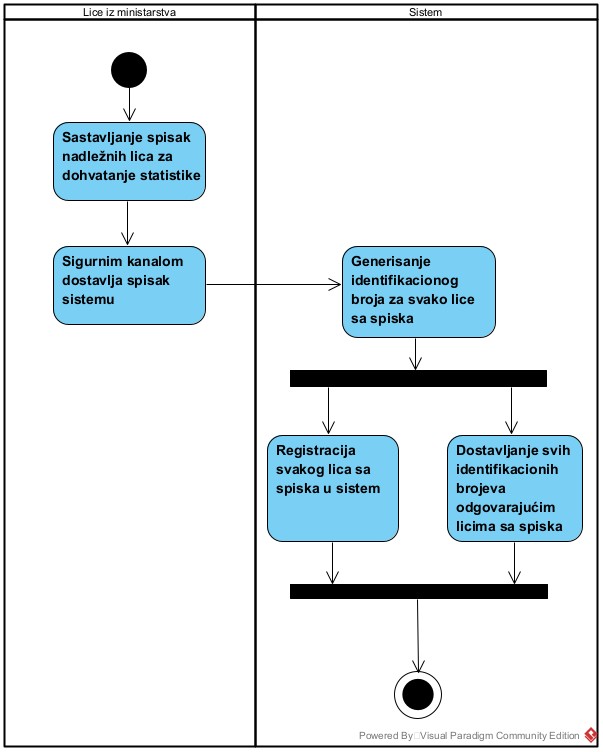 Lice iz ministarstva
Sistem
Sastavljanje spisak
nadležnih lica za
dohvatanje statistike
Sigurnim kanalom
dostavlja spisak
sistemu
Generisanje
identifikacionog
broja za svako lice
sa spiska
Registracija
svakog lica sa
spiska u sistem
Dostavljanje svih
identifikacionih
brojeva
odgovarajućim
licima sa spiska
Powered By Visual Paradigm Community Edition